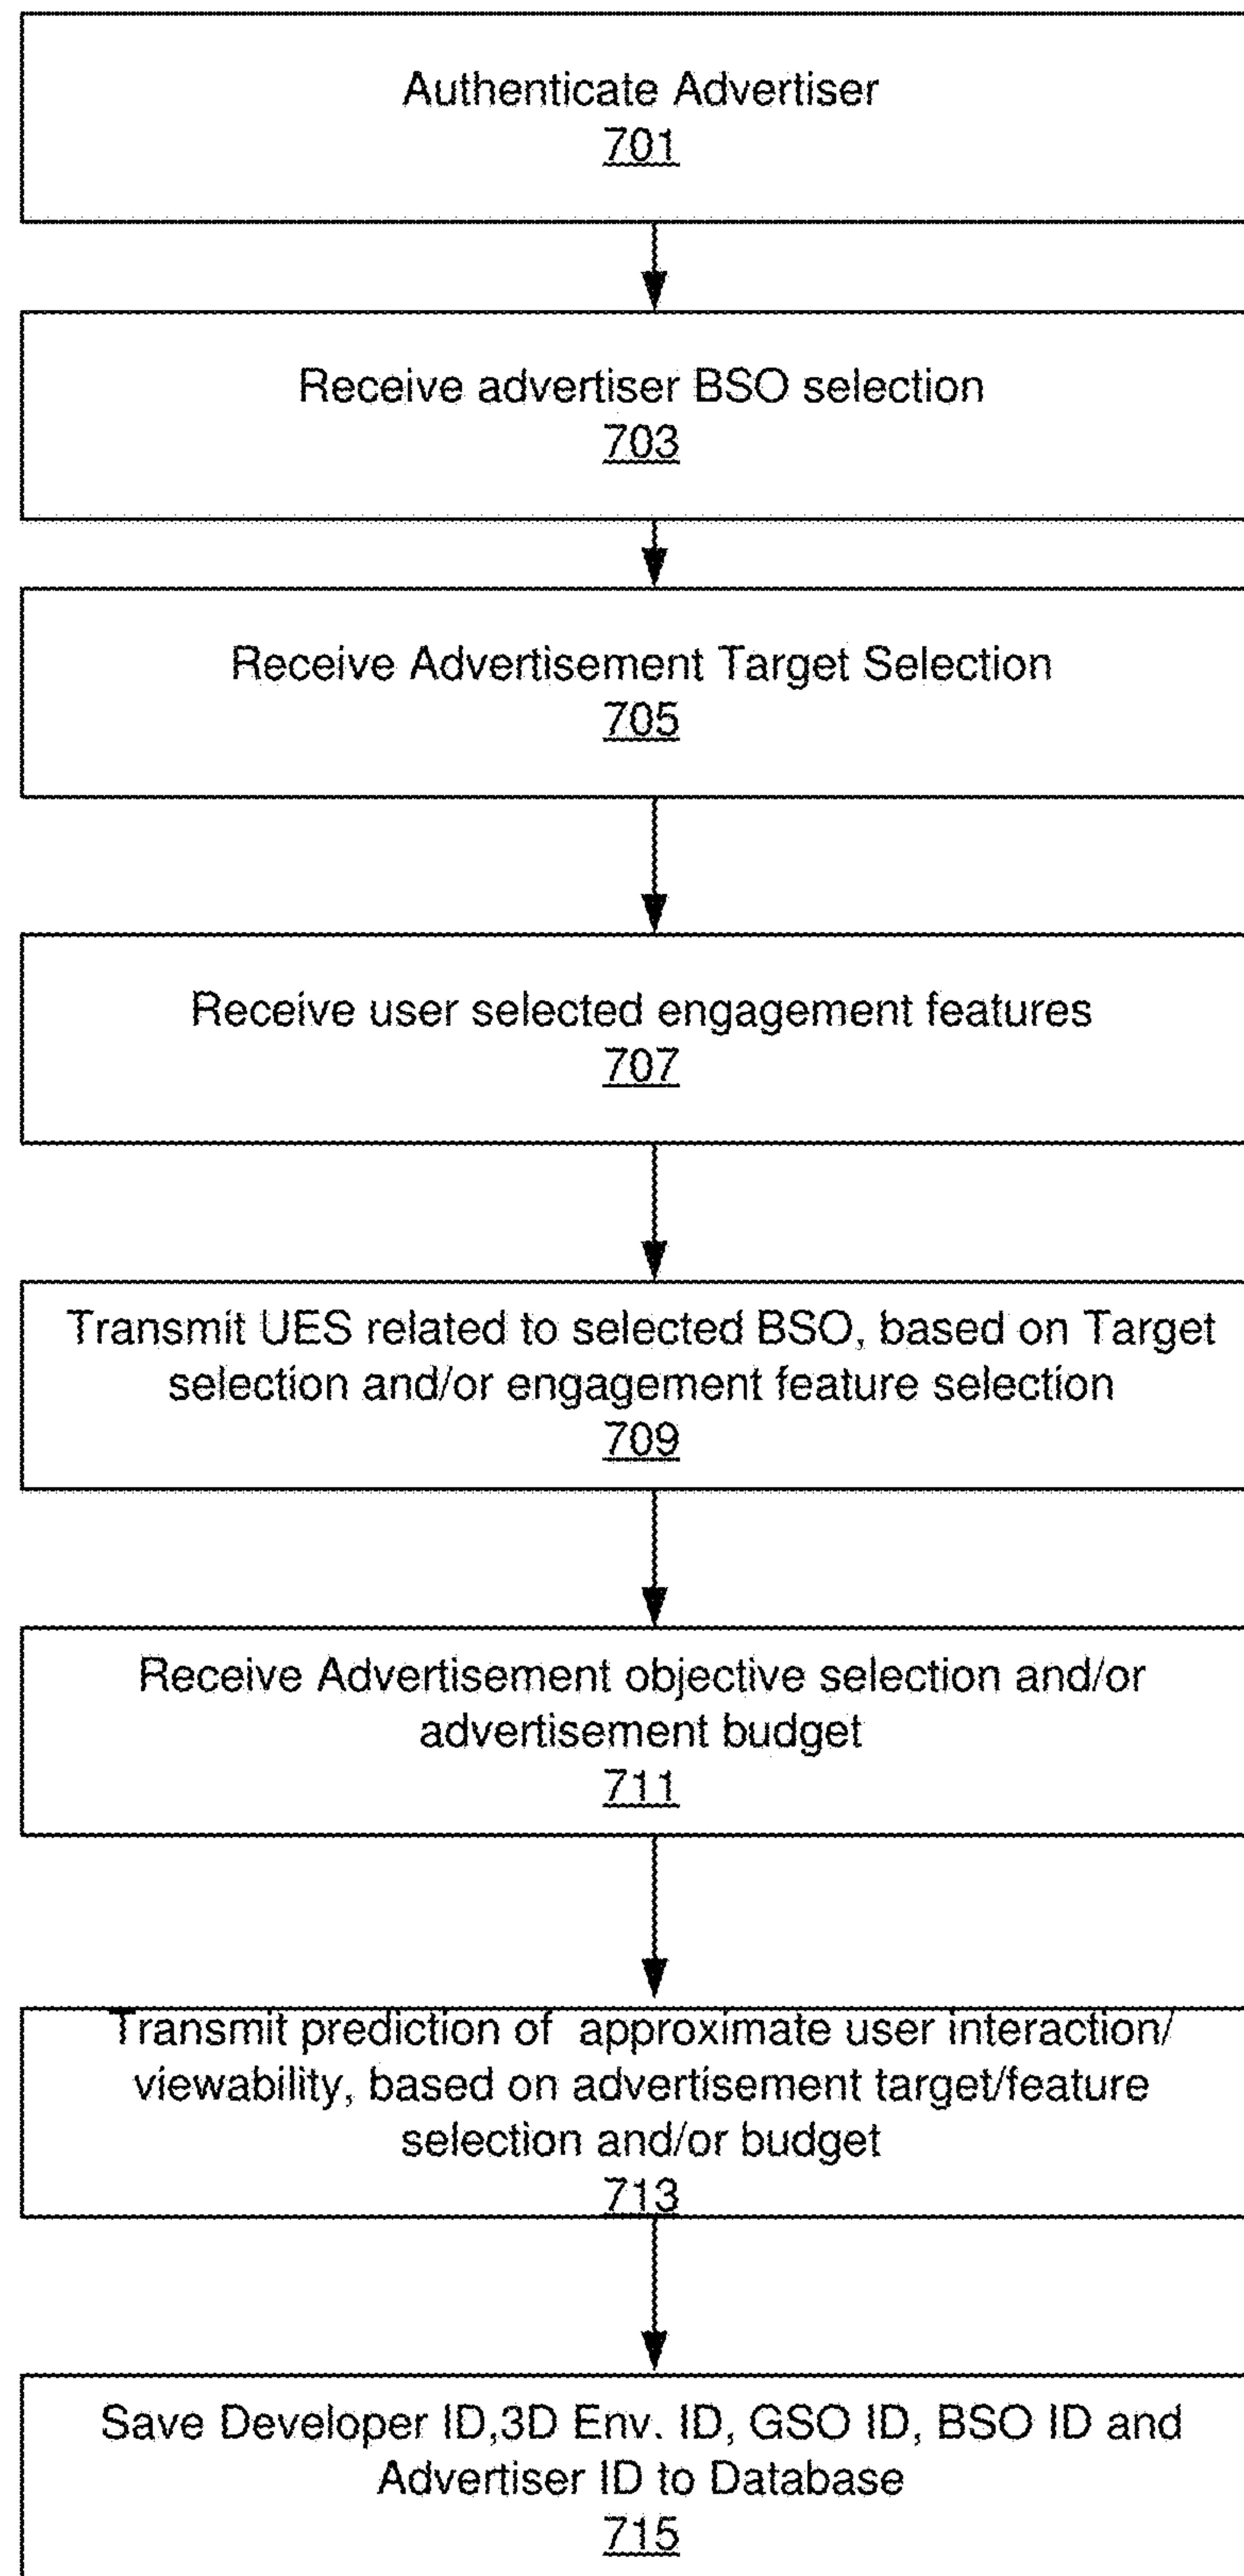 Authenticate Advertiser
701
Receive advertiser BSO selection
703
Receive Advertisement Target Selection
705
Receive user selected engagement features
707
Transmit UES related to selected BSO, based on Target
selection and/or engagement feature selection
709
Receive Advertisement objective selection and/or
advertisement budget
711
Transmit prediction of approximate user interaction/
viewability, based on advertisement target/feature
selection and/or budget
713
Save Developer ID,3D Env. ID, GSO ID, BSO ID and
Advertiser ID to Database
715